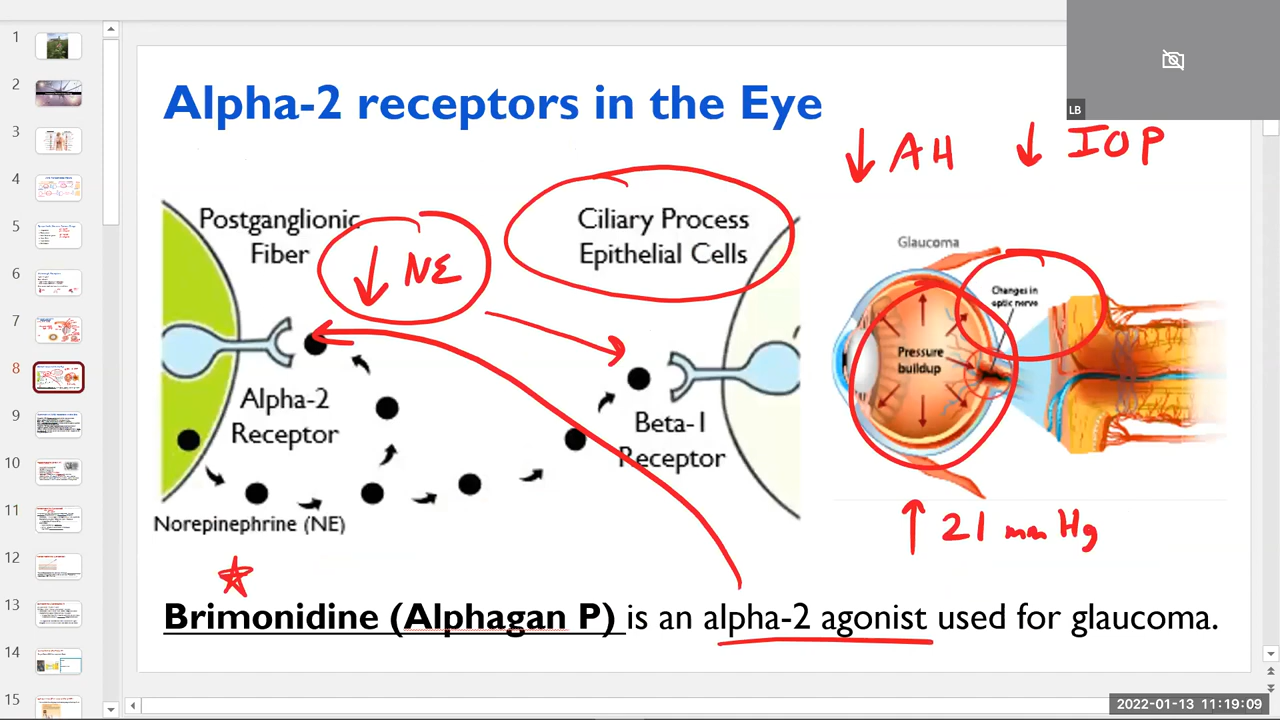 1
2
3
4
5
6
7
8
9
10
11
12
13
14
15
LB
Alpha-2 receptors in the Eye
↓ AH ↓ IOP
Postganglionic
Fiber
↓ NE
Ciliary Process
Epithelial Cells
Glaucoma
Changes in
optic nerve
Pressure
buildup
Alpha-2
Receptor
Beta-1
Receptor
Norepinephrine (NE)
↑ 21 mm Hg
Brimonidine (Alphagan P) is an alpha-2 agonist used for glaucoma.
2022-01-13 11:19:09